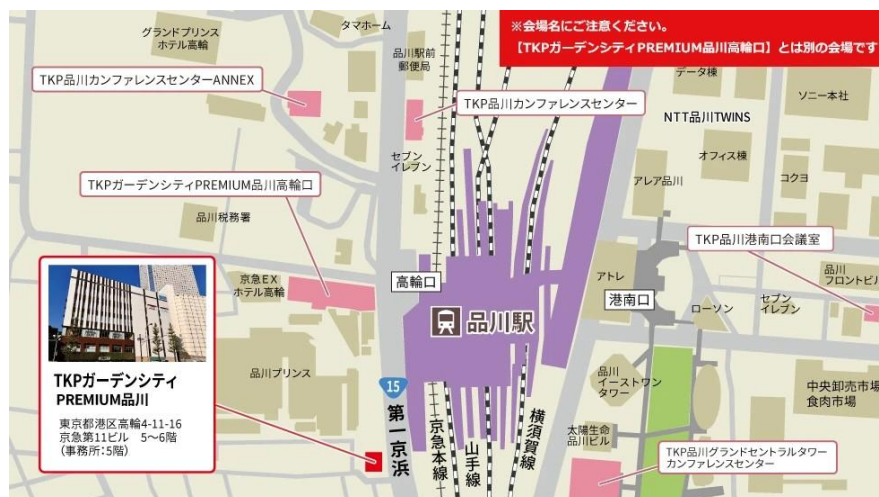 ※会場名にご注意ください。
【TKPガーデンシティPREMIUM品川高輪口】とは別の会場です
グランドプリンス
ホテル高輪
タマホーム
品川駅前
郵便局
データ棟
ソニー本社
TKP品川カンファレンスセンターANNEX
TKP品川カンファレンスセンター
NTT品川TWINS
オフィス棟
セブン
イレブン
アレア品川
コクヨ
TKPガーデンシティPREMIUM品川高輪口
品川税務署
TKP品川港南口会議室
京急EX
ホテル高輪
高輪口
アトレ
港南口
品川
フロントビル
ローソン
セブン
イレブン
品川駅
TKPガーデンシティ
PREMIUM品川
東京都港区高輪4-11-16
京急第11ビル 5〜6階
（事務所：5階）
品川プリンス
15
第一京浜
京急本線
山手線
横須賀線
品川
イーストワン
タワー
中央卸売市場
食肉市場
太陽生命
品川ビル
TKP品川グランドセントラルタワー
カンファレンスセンター